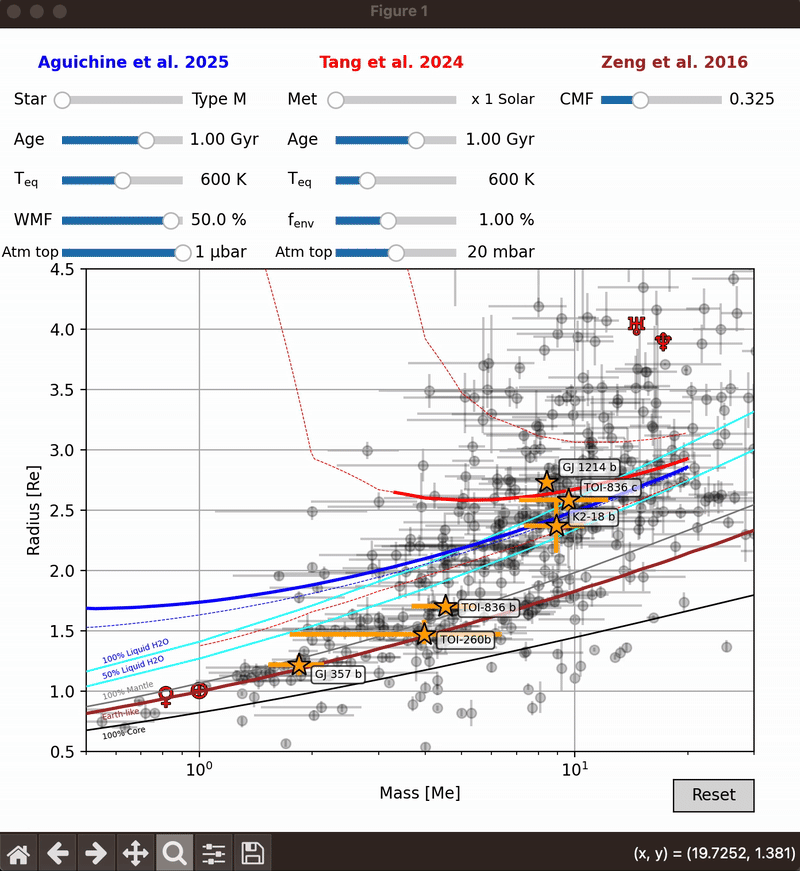 Figure 1
Aguichine et al. 2025 Tang et al. 2024 Zeng et al. 2016
Star Type M Met x 1 Solar CMF 0.325
Age 1.00 Gyr Age 1.00 Gyr
Teq 600 K Teq 600 K
WMF 50.0 % fenv 1.00 %
Atm top 1 μbar Atm top 20 mbar
4.5
4.0
3.5
3.0
2.5
2.0
1.5
1.0
0.5
Radius [Re]
GJ 1214 b
TOI-836 c
K2-18 b
TOI-836 b
TOI-260b
GJ 357 b
100% Liquid H2O
50% Liquid H2O
100% Mantle
Earth-like
100% Core
10⁰ 10¹
Mass [Me]
Reset
(x, y) = (19.7252, 1.381)